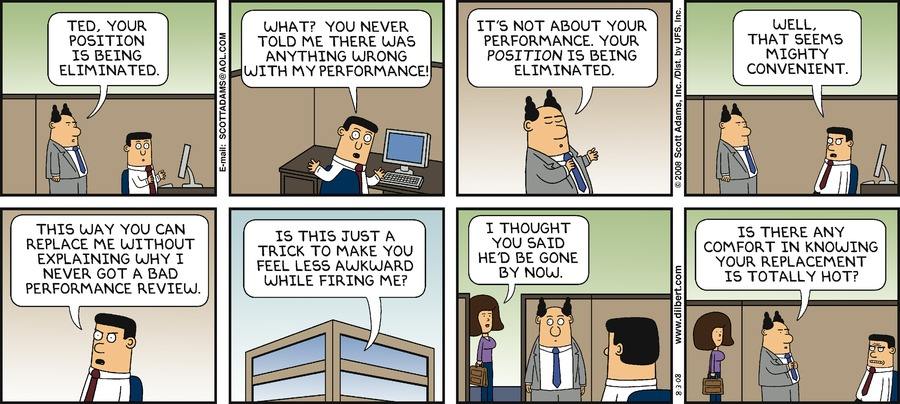 TED, YOUR
POSITION
IS BEING
ELIMINATED.
E-mail: SCOTTADAMS@AOL.COM
WHAT? YOU NEVER
TOLD ME THERE WAS
ANYTHING WRONG
WITH MY PERFORMANCE!
IT'S NOT ABOUT YOUR
PERFORMANCE. YOUR
POSITION IS BEING
ELIMINATED.
© 2008 Scott Adams, Inc./Dist. by UFS, Inc.
WELL,
THAT SEEMS
MIGHTY
CONVENIENT.
THIS WAY YOU CAN
REPLACE ME WITHOUT
EXPLAINING WHY I
NEVER GOT A BAD
PERFORMANCE REVIEW.
IS THIS JUST A
TRICK TO MAKE YOU
FEEL LESS AWKWARD
WHILE FIRING ME?
I THOUGHT
YOU SAID
HE'D BE GONE
BY NOW.
8-3-08
www.dilbert.com
IS THERE ANY
COMFORT IN KNOWING
YOUR REPLACEMENT
IS TOTALLY HOT?